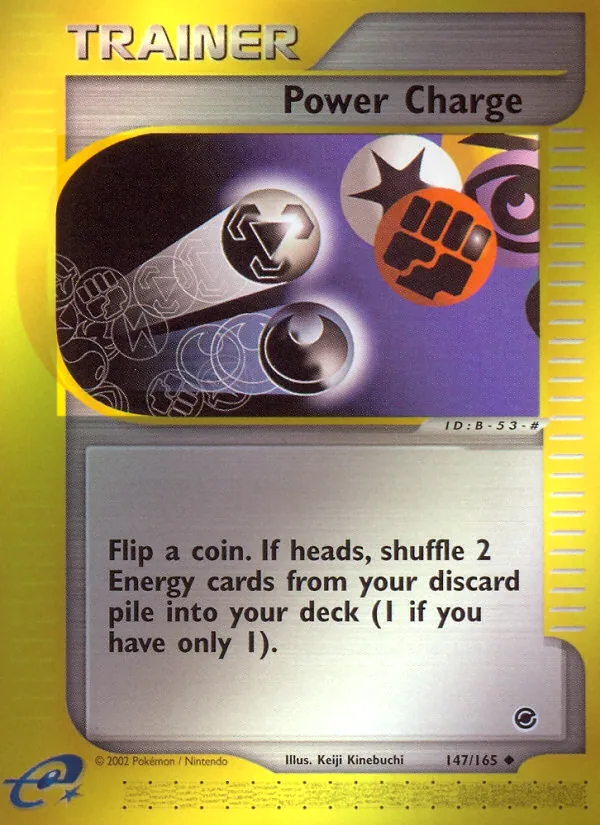 TRAINER
Power Charge
ID:B-53-#
Flip a coin. If heads, shuffle 2
Energy cards from your discard
pile into your deck (1 if you
have only 1).
© 2002 Pokémon / Nintendo Illus. Keiji Kinebuchi 147/165 ◆
e